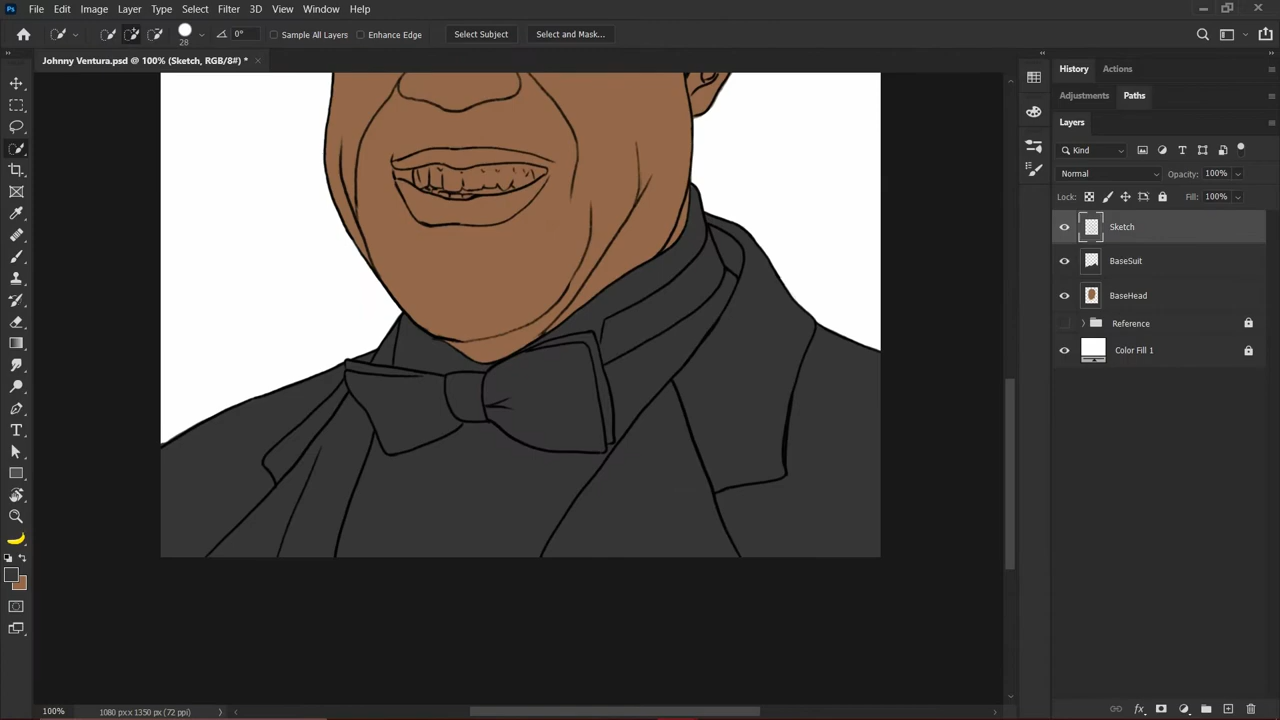 Ps File Edit Image Layer Type Select Filter 3D View Window Help
28 0° Sample All Layers Enhance Edge Select Subject Select and Mask...
Johnny Ventura.psd @ 100% (Sketch, RGB/8#) *
History Actions
Adjustments Paths
Layers
Kind
Normal Opacity: 100%
Lock: Fill: 100%
Sketch
BaseSuit
BaseHead
Reference
Color Fill 1
100% 1080 px x 1350 px (72 ppi)